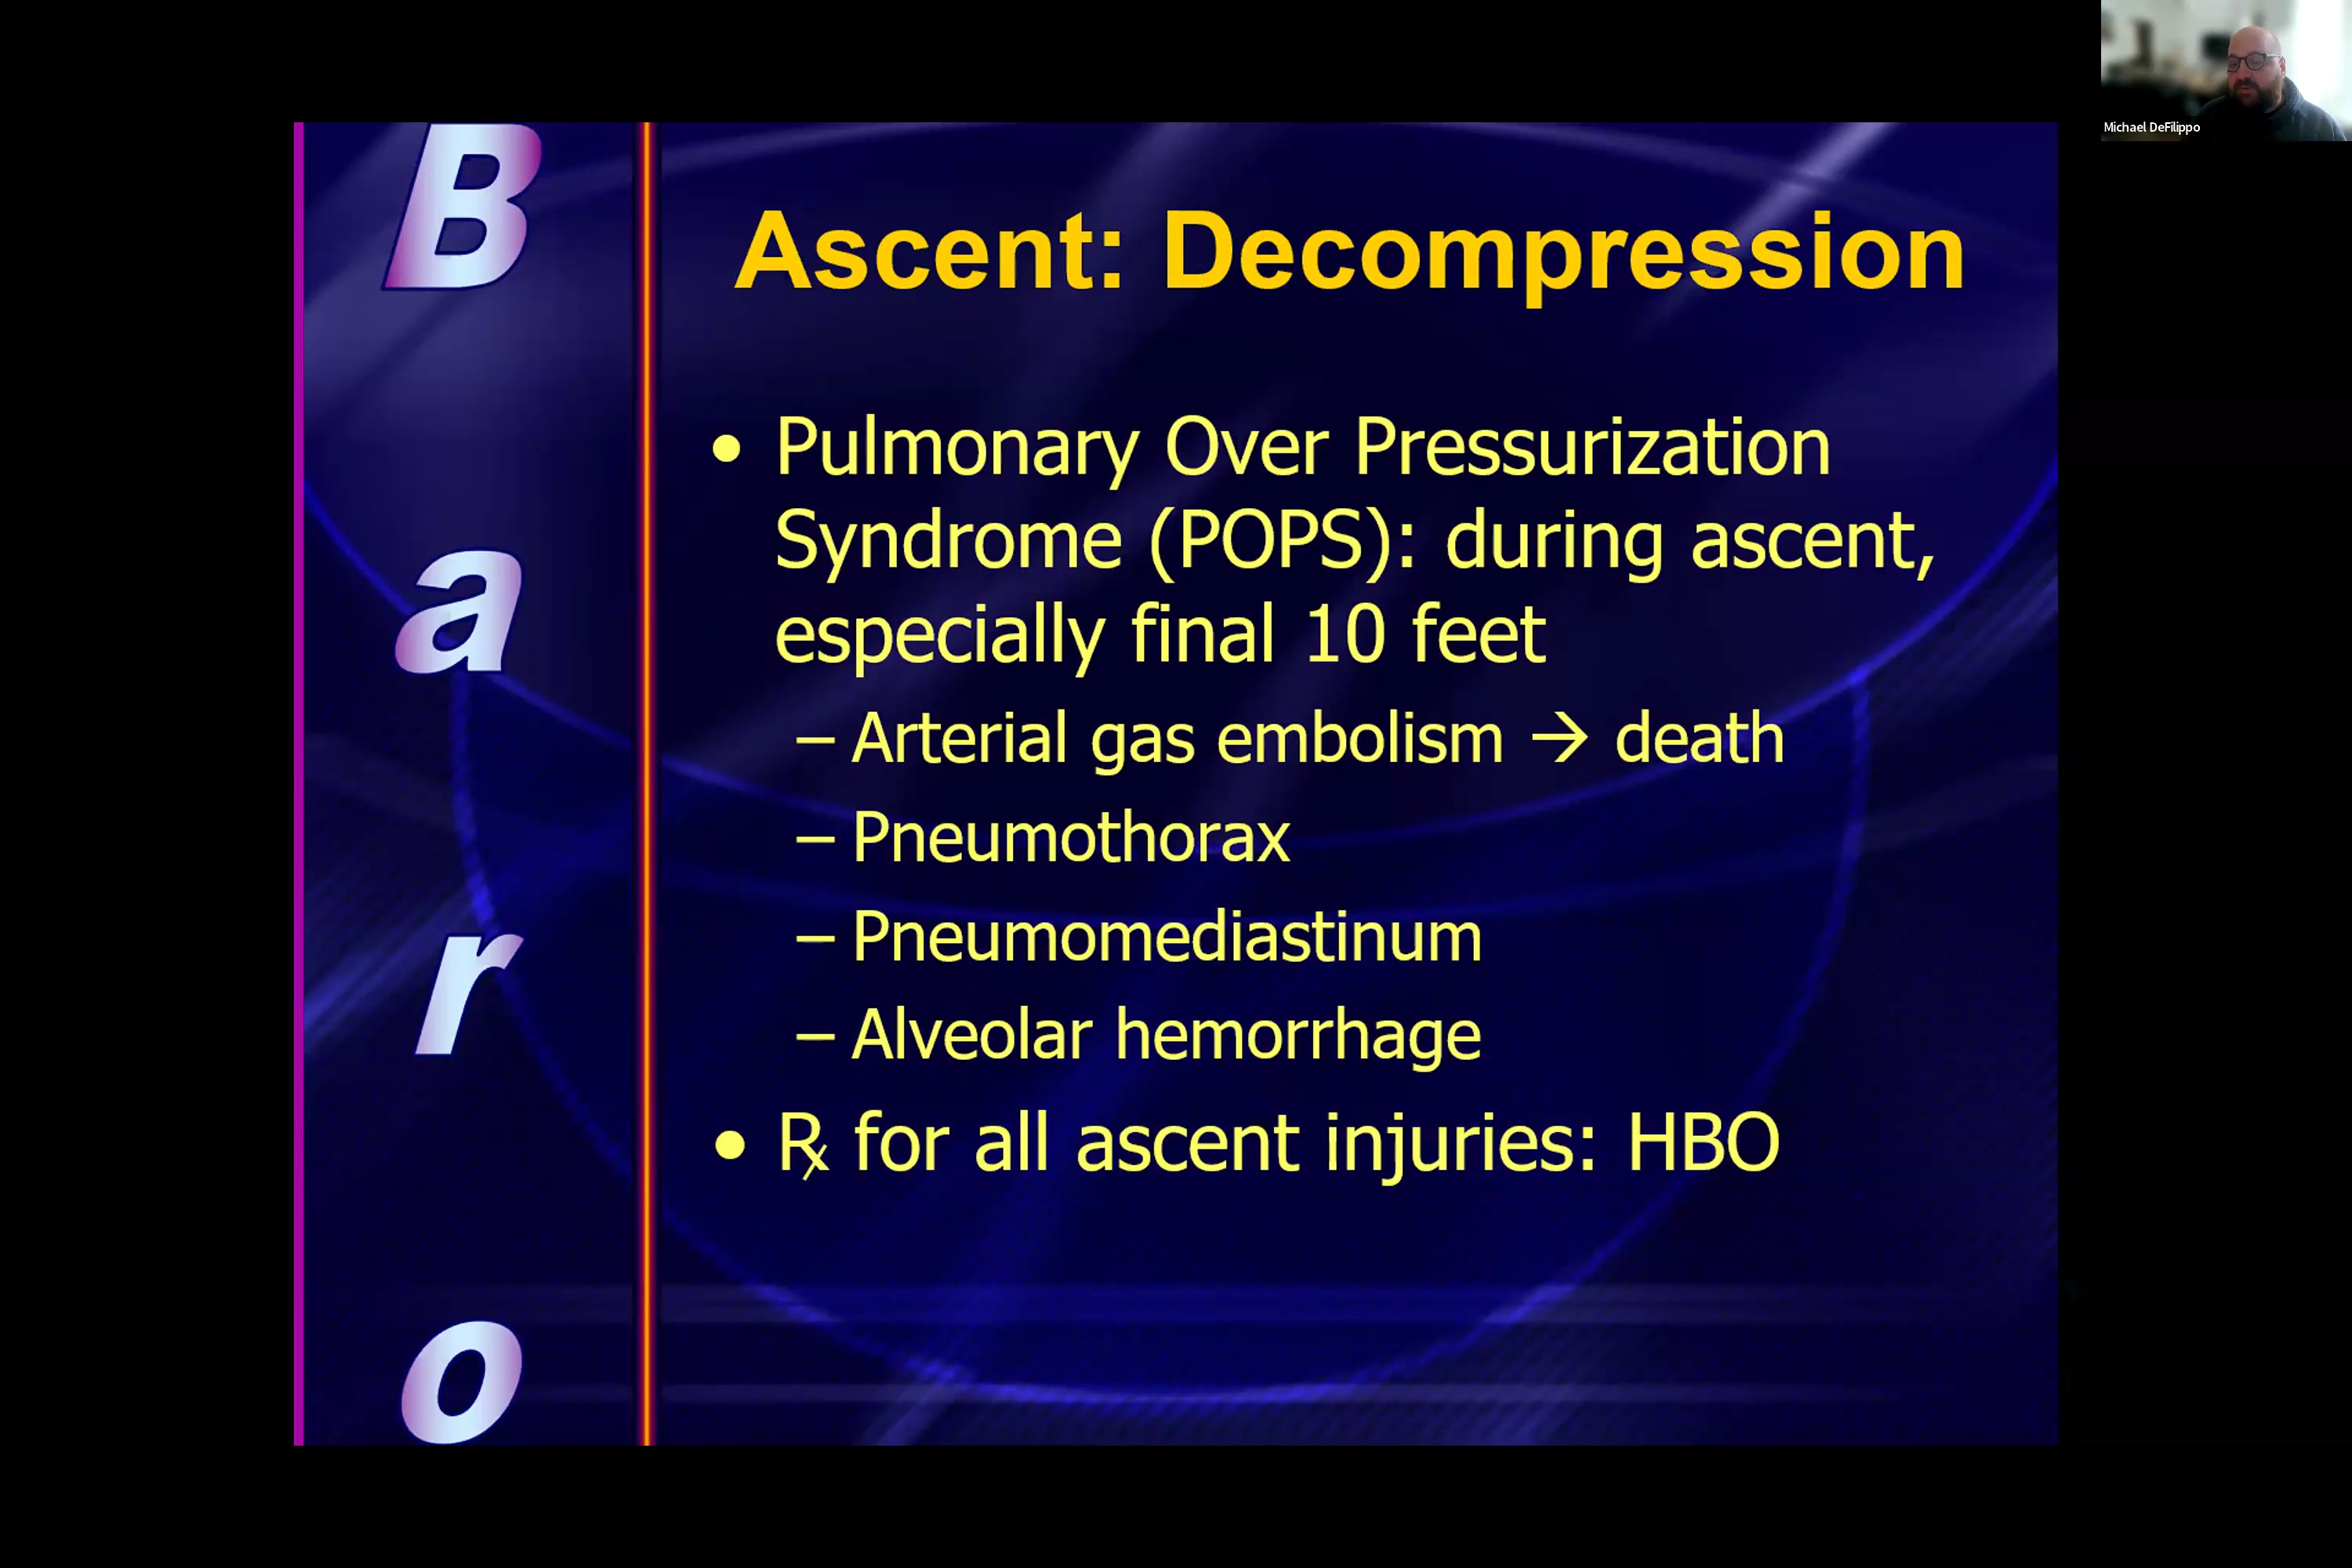 B
a
r
o
Ascent: Decompression
• Pulmonary Over Pressurization
Syndrome (POPS): during ascent,
especially final 10 feet
– Arterial gas embolism → death
– Pneumothorax
– Pneumomediastinum
– Alveolar hemorrhage
• ℞ for all ascent injuries: HBO
Michael DeFilippo